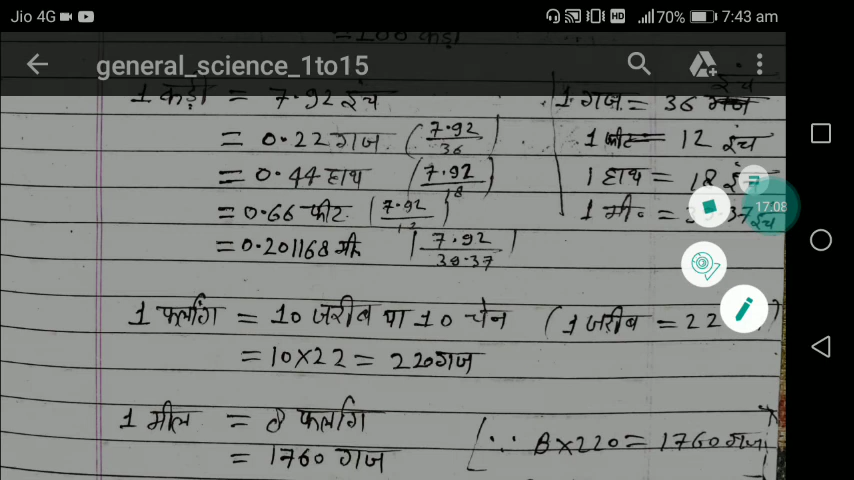 Jio 4G HD 70% 7:43 am
general_science_1to15
1 कड़ी = 7.92 इंच
= 0.22 गज (7.92/36)
= 0.44 हाथ (7.92/18)
= 0.66 फीट (7.92/12)
= 0.201168 मी. (7.92/39.37)
1 गज = 36 इंच
1 फीट = 12 इंच
1 हाथ = 18
1 मी. = 37 इंच
17.08
1 फर्लांग = 10 जरीब या 10 चेन (1 जरीब = 22
= 10×22 = 220 गज
1 मील = 8 फर्लांग
= 1760 गज [∵ 8×220 = 1760 गज]